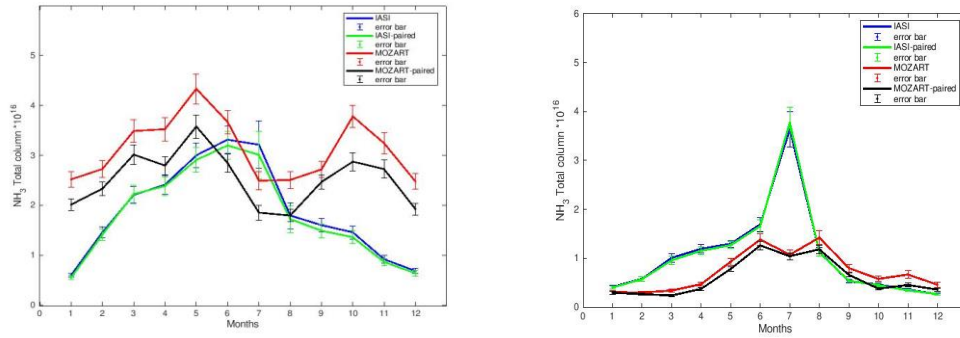 NH3 Total column *10^16
6
5
4
3
2
1
0
0 1 2 3 4 5 6 7 8 9 10 11 12
Months
IASI
error bar
IASI-paired
error bar
MOZART
error bar
MOZART-paired
error bar
NH3 Total column *10^16
6
5
4
3
2
1
0
0 1 2 3 4 5 6 7 8 9 10 11 12
Months
IASI
error bar
IASI-paired
error bar
MOZART
error bar
MOZART-paired
error bar